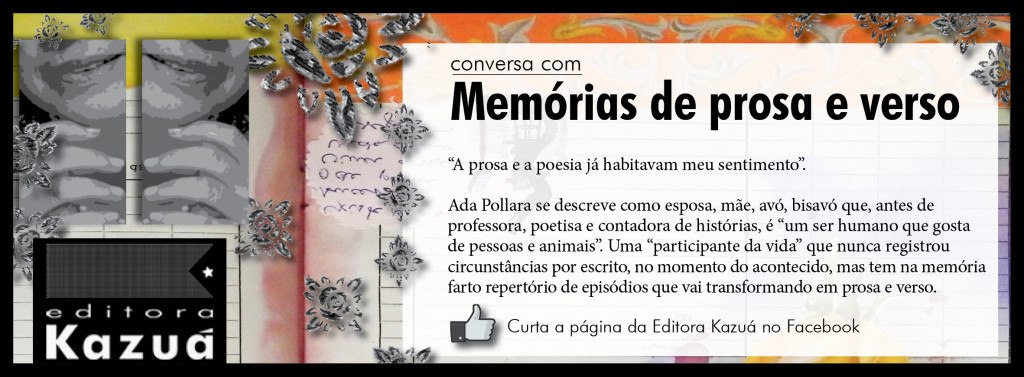 conversa com
Memórias de prosa e verso
“A prosa e a poesia já habitavam meu sentimento”.
Ada Pollara se descreve como esposa, mãe, avó, bisavó que, antes de
professora, poetisa e contadora de histórias, é “um ser humano que gosta
de pessoas e animais”. Uma “participante da vida” que nunca registrou
circunstâncias por escrito, no momento do acontecido, mas tem na memória
farto repertório de episódios que vai transformando em prosa e verso.
Curta a página da Editora Kazuá no Facebook
editora
Kazuá